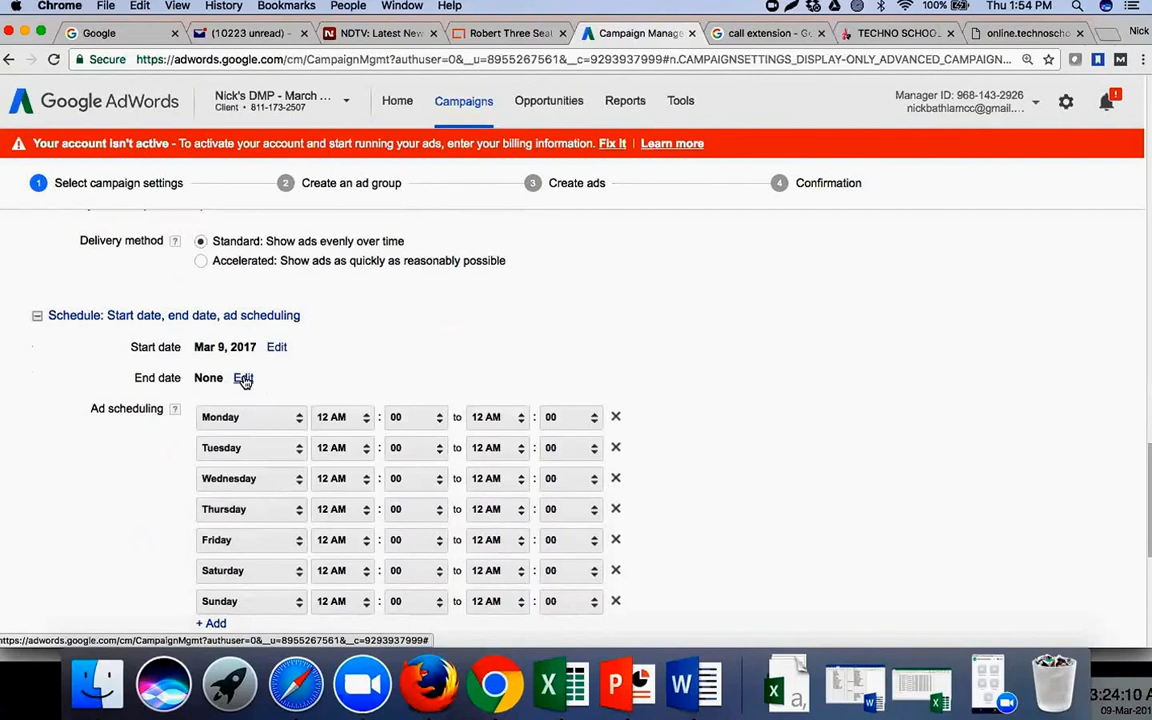 Chrome File Edit View History Bookmarks People Window Help 100% Thu 1:54 PM
Google (10223 unread) - NDTV: Latest New Robert Three Sea Campaign Manage call extension - Go TECHNO SCHOOL online.technoscho Nick
Secure https://adwords.google.com/cm/CampaignMgmt?authuser=0&__u=8955267561&__c=9293937999#n.CAMPAIGNSETTINGS_DISPLAY-ONLY_ADVANCED_CAMPAIGN...
Google AdWords
Nick's DMP - March ...
Client • 811-173-2507
Home Campaigns Opportunities Reports Tools
Manager ID: 968-143-2926
nickbathlamcc@gmail....
!
Your account isn't active - To activate your account and start running your ads, enter your billing information. Fix it Learn more
1 Select campaign settings 2 Create an ad group 3 Create ads 4 Confirmation
Delivery method ? Standard: Show ads evenly over time
Accelerated: Show ads as quickly as reasonably possible
Schedule: Start date, end date, ad scheduling
Start date Mar 9, 2017 Edit
End date None Edit
Ad scheduling ?
Monday 12 AM : 00 to 12 AM : 00
Tuesday 12 AM : 00 to 12 AM : 00
Wednesday 12 AM : 00 to 12 AM : 00
Thursday 12 AM : 00 to 12 AM : 00
Friday 12 AM : 00 to 12 AM : 00
Saturday 12 AM : 00 to 12 AM : 00
Sunday 12 AM : 00 to 12 AM : 00
+ Add
https://adwords.google.com/cm/CampaignMgmt?authuser=0&__u=8955267561&__c=9293937999#
X P W X a,
3:24:10
09-Mar-201